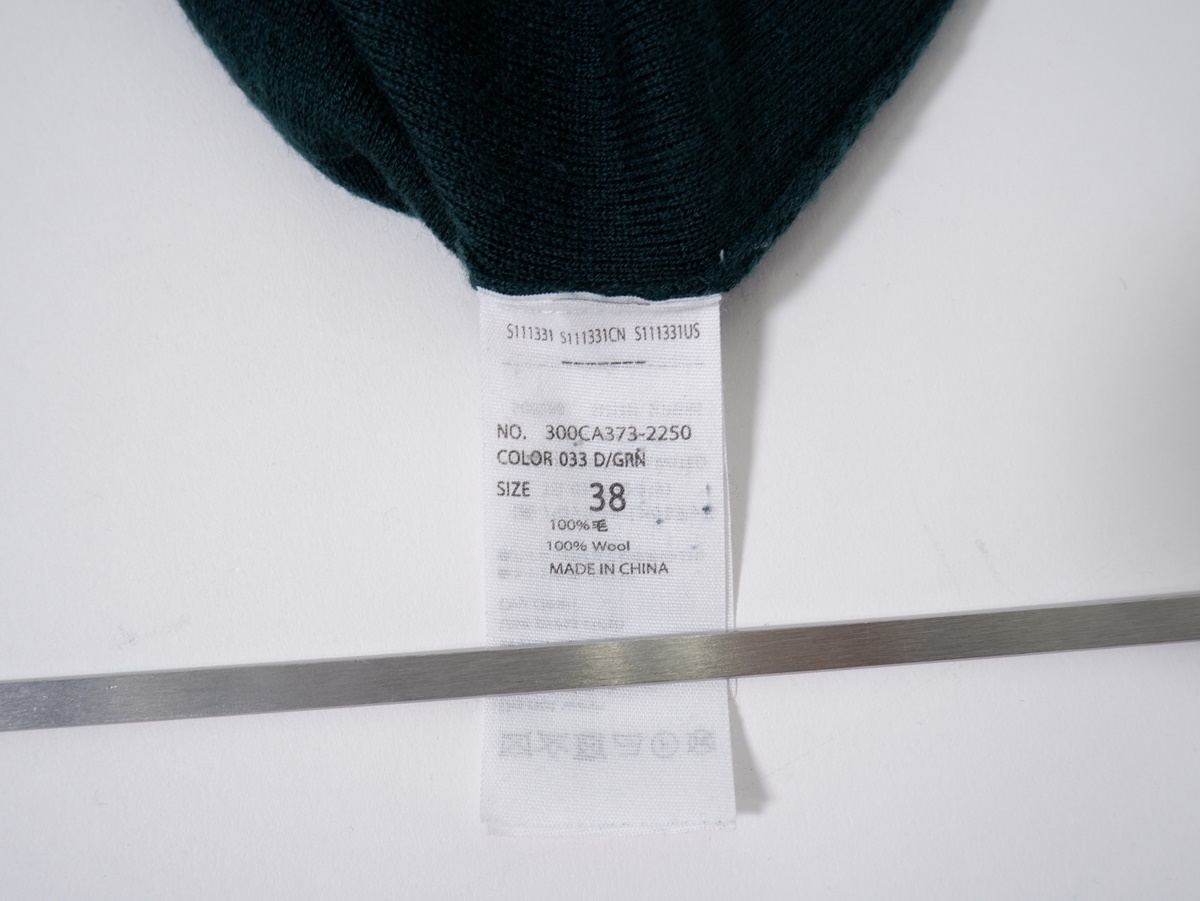 S111331 S111331CN S111331US
-------
NO. 300CA373-2250
COLOR 033 D/GRN
SIZE 38
100%毛
100% Wool
MADE IN CHINA